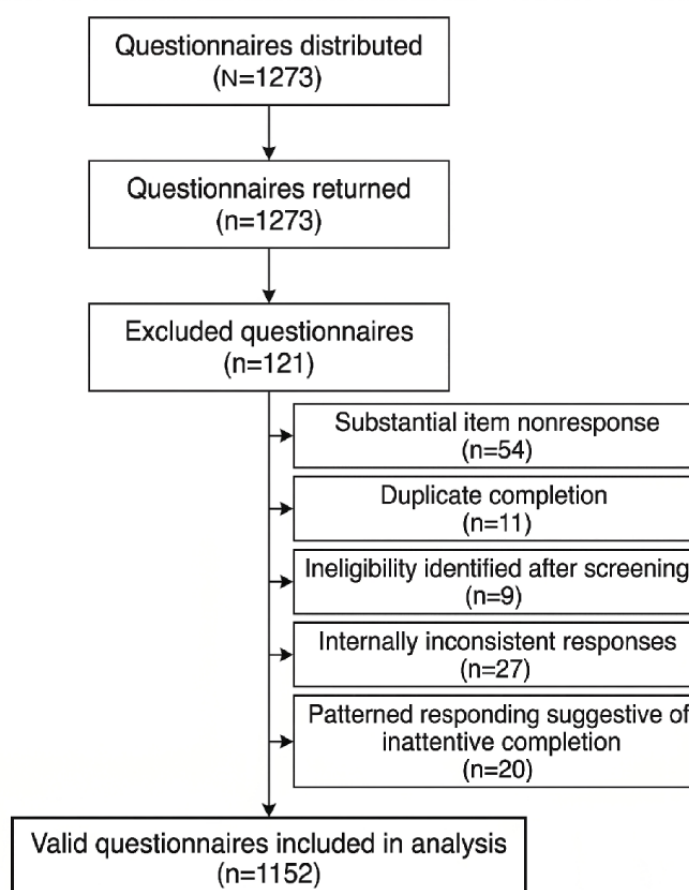 Questionnaires distributed
(N=1273)
Questionnaires returned
(n=1273)
Excluded questionnaires
(n=121)
Substantial item nonresponse
(n=54)
Duplicate completion
(n=11)
Ineligibility identified after screening
(n=9)
Internally inconsistent responses
(n=27)
Patterned responding suggestive of
inattentive completion
(n=20)
Valid questionnaires included in analysis
(n=1152)